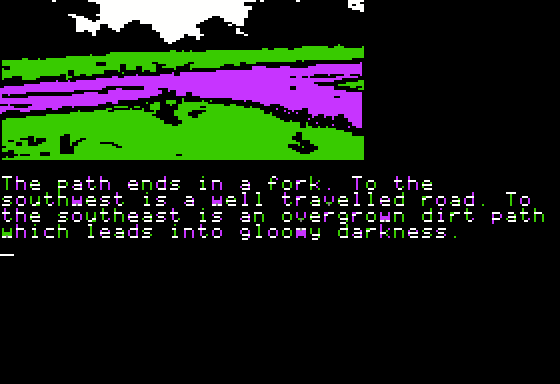 The path ends in a fork. To the
southwest is a well travelled road. To
the southeast is an overgrown dirt path
which leads into gloomy darkness.